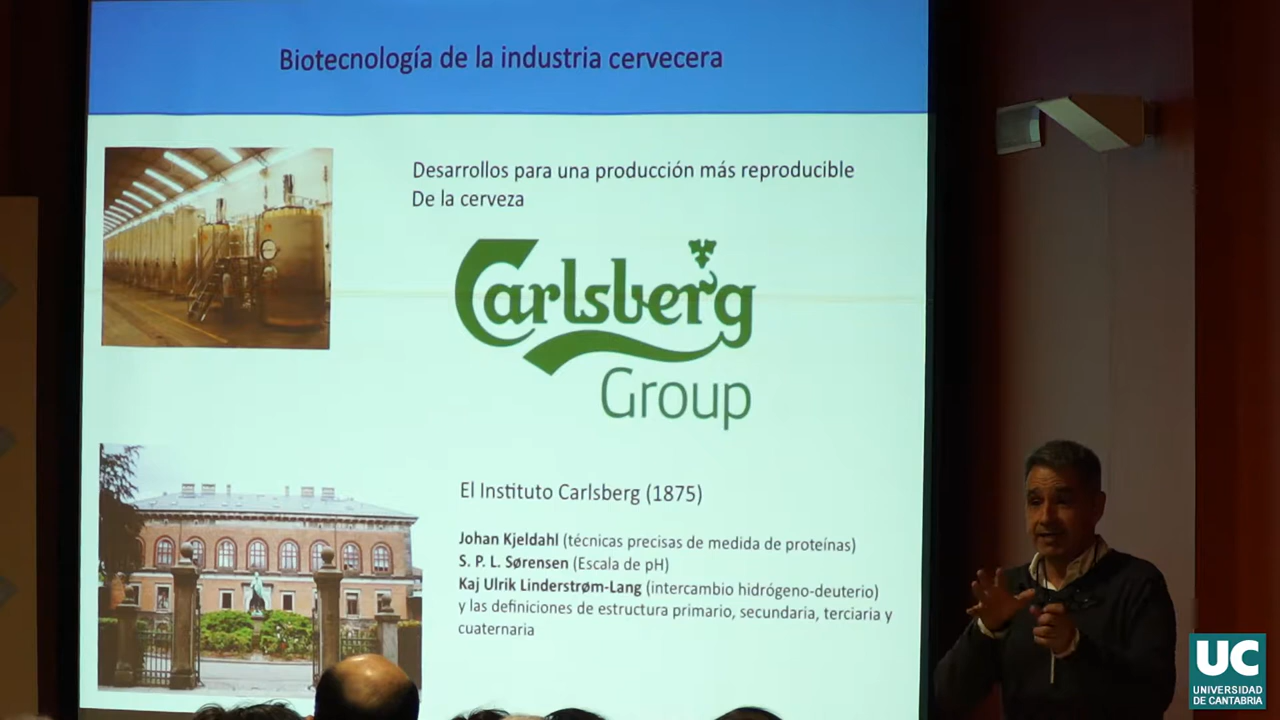 Biotecnología de la industria cervecera
Desarrollos para una producción más reproducible
De la cerveza
Carlsberg
Group
El Instituto Carlsberg (1875)
Johan Kjeldahl (técnicas precisas de medida de proteínas)
S. P. L. Sørensen (Escala de pH)
Kaj Ulrik Linderstrøm-Lang (intercambio hidrógeno-deuterio)
y las definiciones de estructura primario, secundaria, terciaria y
cuaternaria
UC
UNIVERSIDAD
DE CANTABRIA